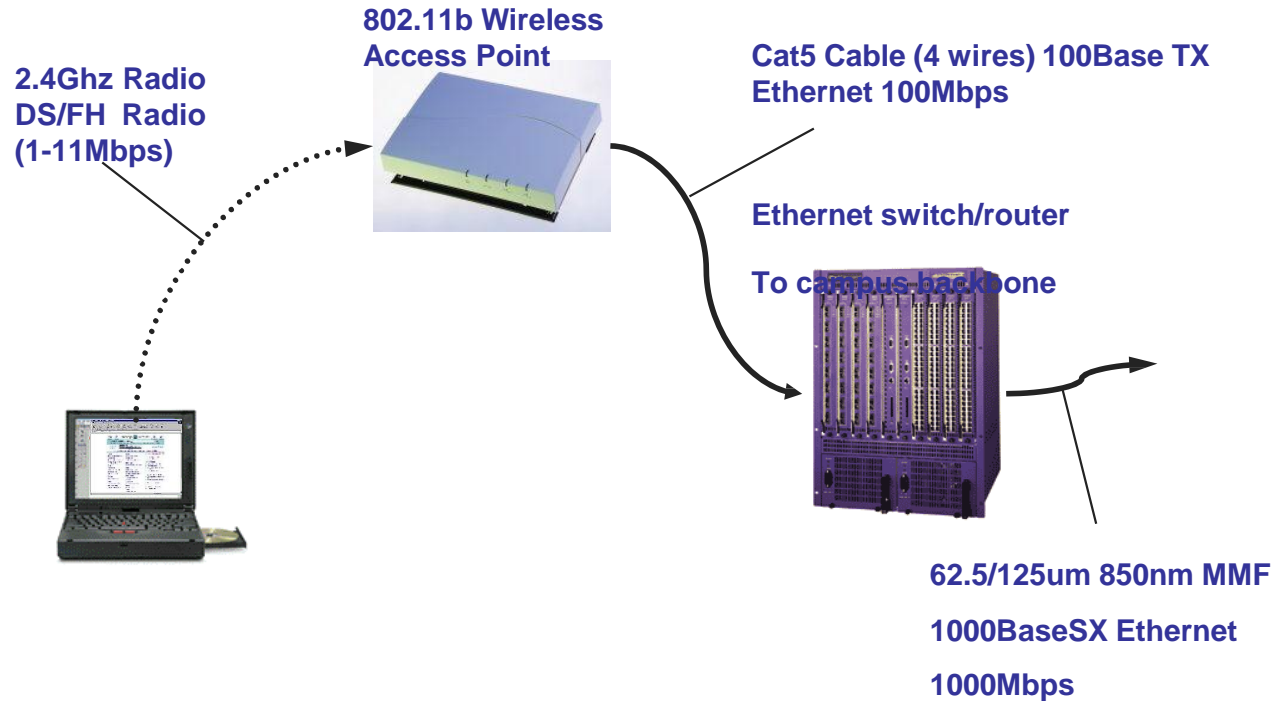 802.11b Wireless
Access Point
2.4Ghz Radio
DS/FH Radio
(1-11Mbps)
Cat5 Cable (4 wires) 100Base TX
Ethernet 100Mbps
Ethernet switch/router
To campus backbone
62.5/125um 850nm MMF
1000BaseSX Ethernet
1000Mbps